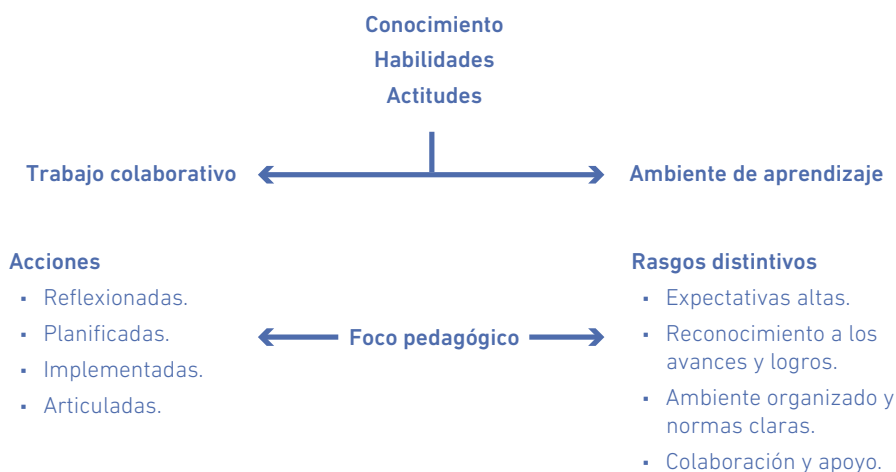 Conocimiento
Habilidades
Actitudes
Trabajo colaborativo
Ambiente de aprendizaje
Acciones
▪ Reflexionadas.
▪ Planificadas.
▪ Implementadas.
▪ Articuladas.
Foco pedagógico
Rasgos distintivos
▪ Expectativas altas.
▪ Reconocimiento a los
avances y logros.
▪ Ambiente organizado y
normas claras.
▪ Colaboración y apoyo.